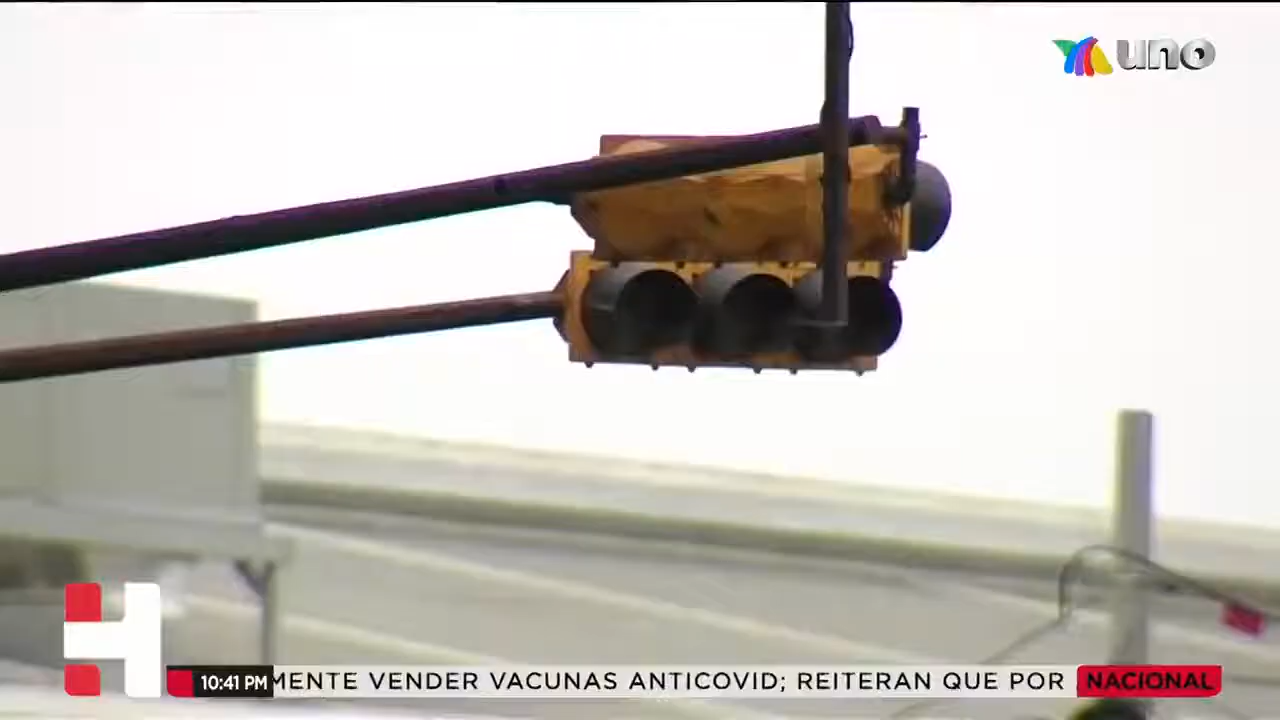 uno
H
10:41 PM
MENTE VENDER VACUNAS ANTICOVID; REITERAN QUE POR
NACIONAL